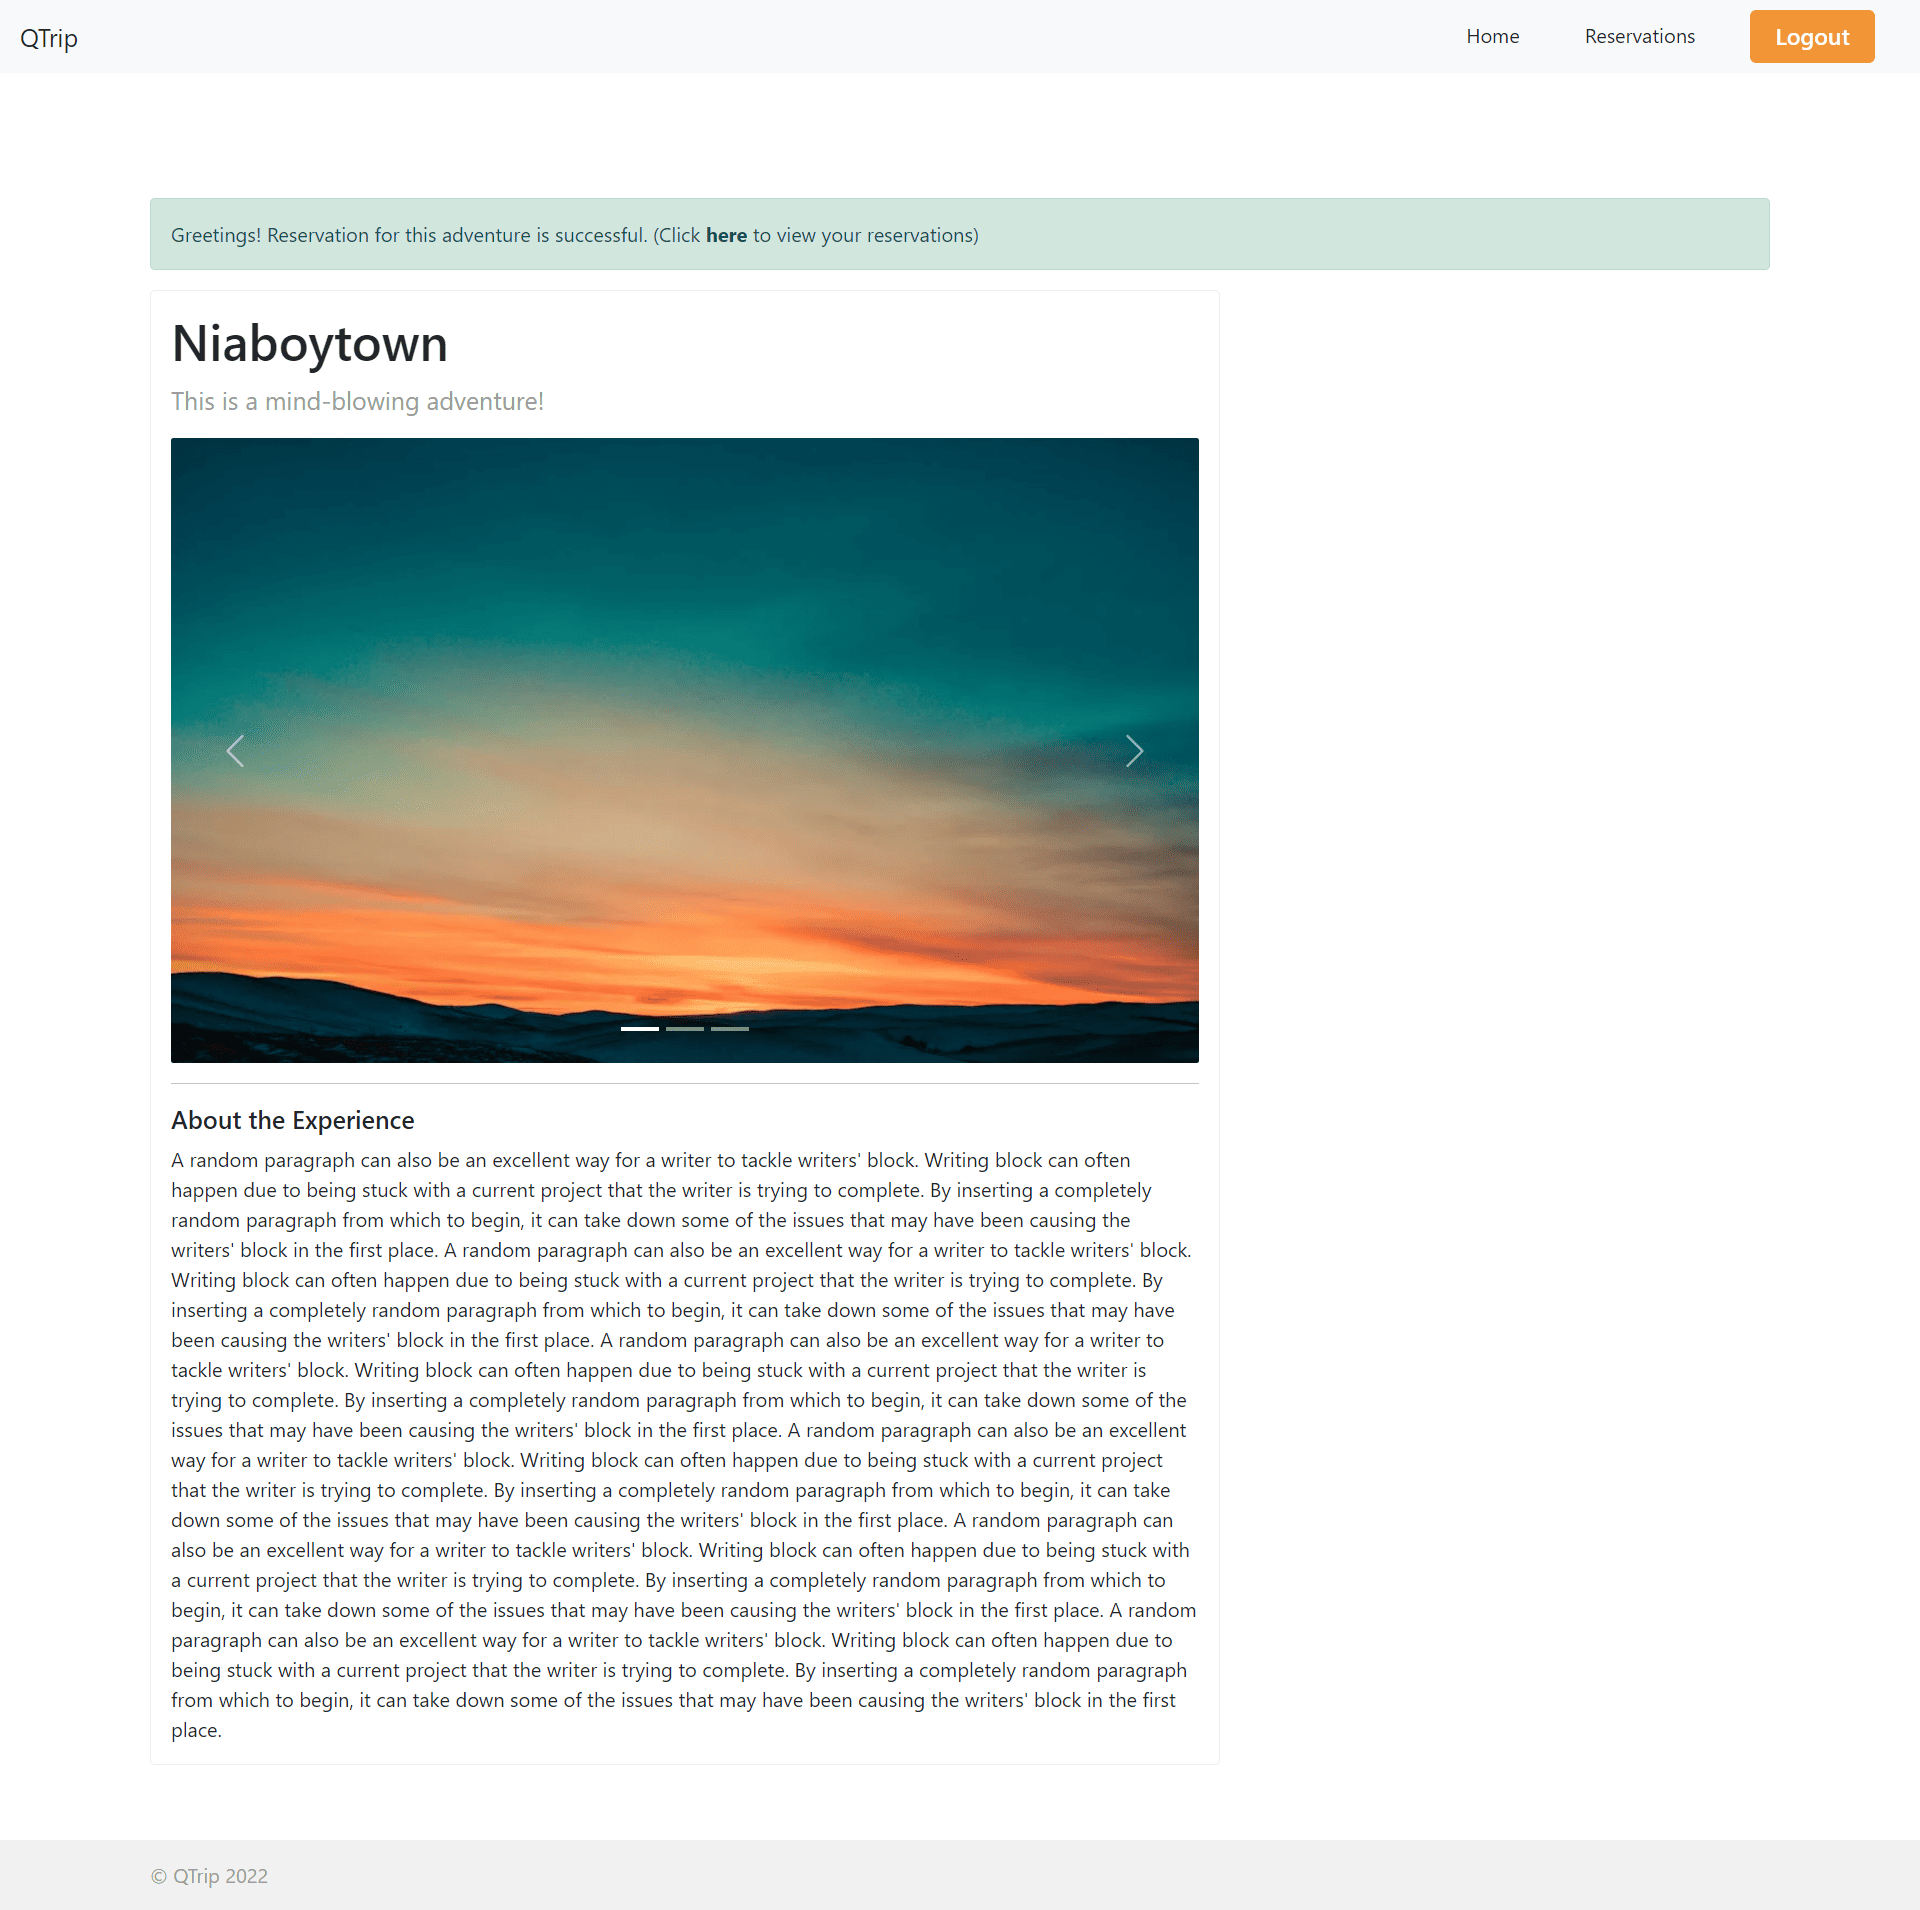 QTrip
Home
Reservations
Logout
Greetings! Reservation for this adventure is successful. (Click here to view your reservations)
Niaboytown
This is a mind-blowing adventure!
About the Experience
A random paragraph can also be an excellent way for a writer to tackle writers' block. Writing block can often
happen due to being stuck with a current project that the writer is trying to complete. By inserting a completely
random paragraph from which to begin, it can take down some of the issues that may have been causing the
writers' block in the first place. A random paragraph can also be an excellent way for a writer to tackle writers' block.
Writing block can often happen due to being stuck with a current project that the writer is trying to complete. By
inserting a completely random paragraph from which to begin, it can take down some of the issues that may have
been causing the writers' block in the first place. A random paragraph can also be an excellent way for a writer to
tackle writers' block. Writing block can often happen due to being stuck with a current project that the writer is
trying to complete. By inserting a completely random paragraph from which to begin, it can take down some of the
issues that may have been causing the writers' block in the first place. A random paragraph can also be an excellent
way for a writer to tackle writers' block. Writing block can often happen due to being stuck with a current project
that the writer is trying to complete. By inserting a completely random paragraph from which to begin, it can take
down some of the issues that may have been causing the writers' block in the first place. A random paragraph can
also be an excellent way for a writer to tackle writers' block. Writing block can often happen due to being stuck with
a current project that the writer is trying to complete. By inserting a completely random paragraph from which to
begin, it can take down some of the issues that may have been causing the writers' block in the first place. A random
paragraph can also be an excellent way for a writer to tackle writers' block. Writing block can often happen due to
being stuck with a current project that the writer is trying to complete. By inserting a completely random paragraph
from which to begin, it can take down some of the issues that may have been causing the writers' block in the first
place.
© QTrip 2022